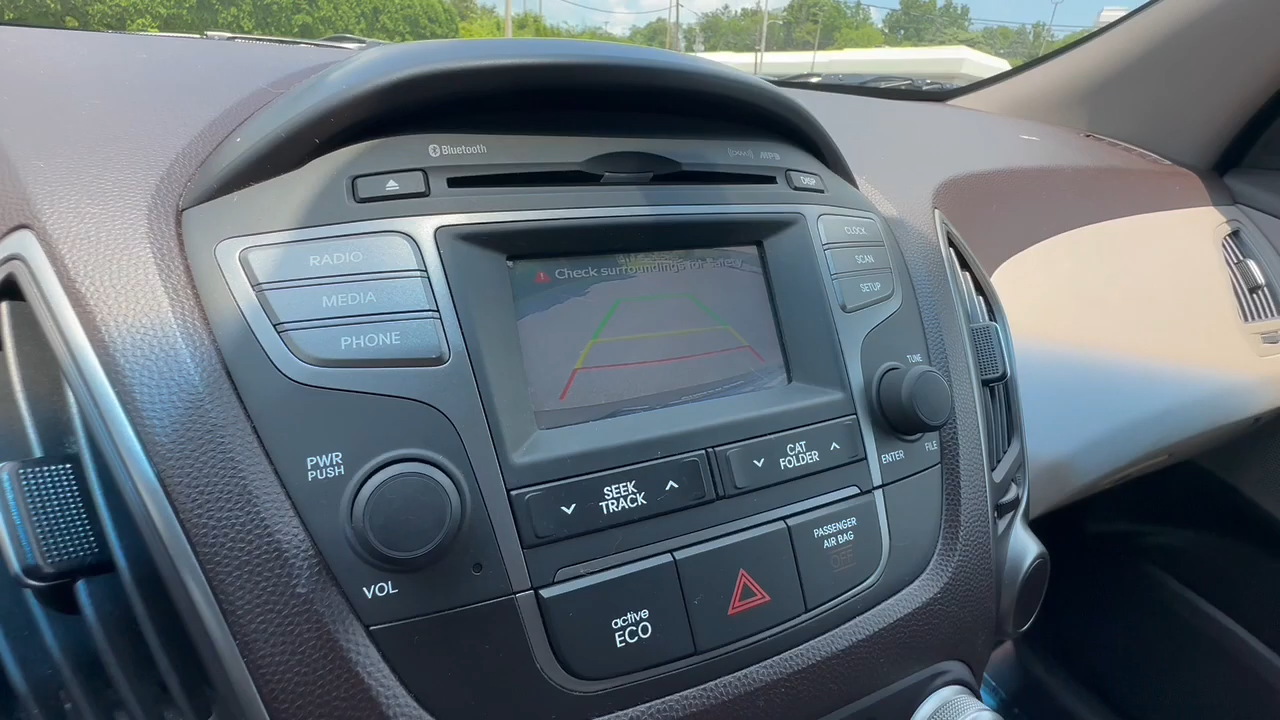 Bluetooth
MP3
DISP
RADIO
MEDIA
PHONE
Check surroundings for safety
CLOCK
SCAN
SETUP
TUNE
ENTER
FILE
PWR
PUSH
VOL
SEEK
TRACK
CAT
FOLDER
active
ECO
PASSENGER
AIR BAG
OFF